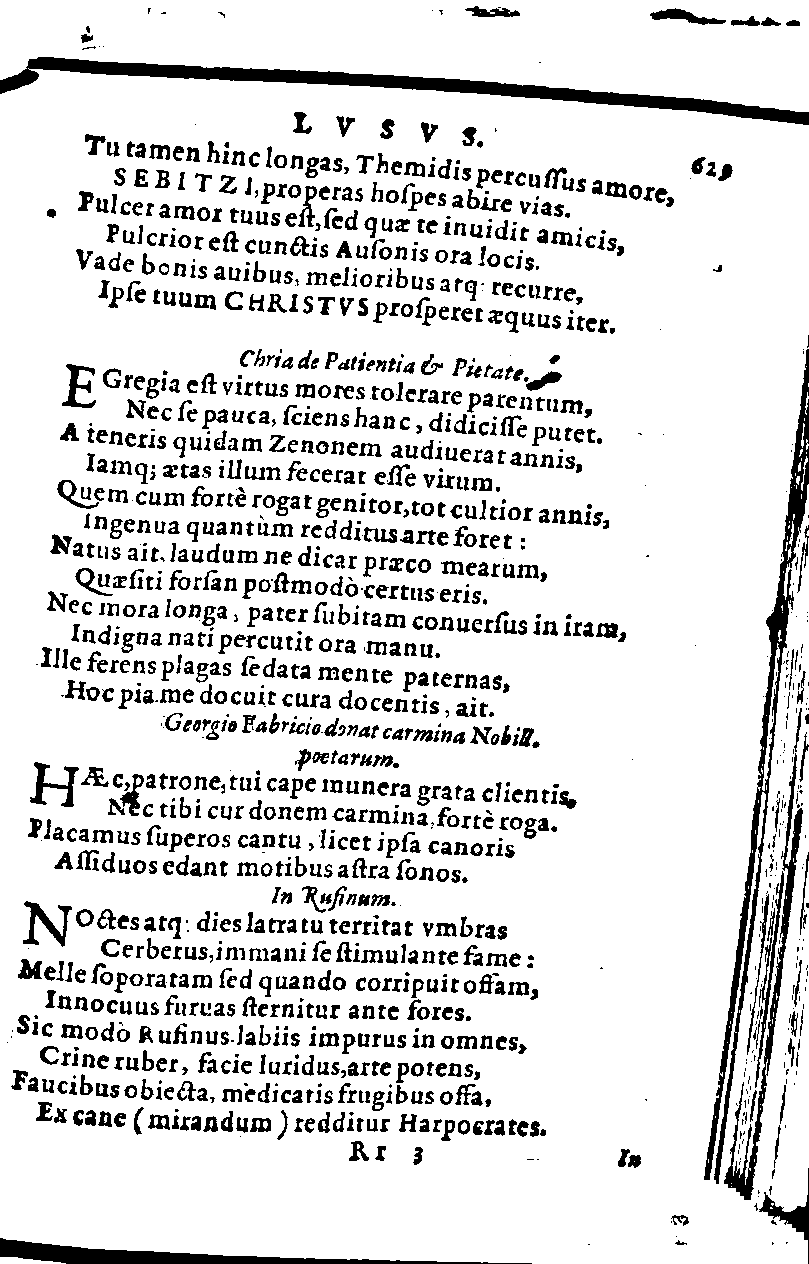 LVSVS. 629
Tu tamen hinc longas, Themidis percuſſus amore,
SEBITZI, properas hoſpes abire vias.
Pulcer amor tuus eſt, ſed quæ te inuidit amicis,
Pulcrior eſt cunctis Auſonis ora locis.
Vade bonis auibus, melioribus atq; recurre,
Ipſe tuum CHRISTVS proſperet æquus iter.
Chria de Patientia & Pietate.
EGregia eſt virtus mores tolerare parentum,
Nec ſe pauca, ſciens hanc, didiciſſe putet.
A teneris quidam Zenonem audiuerat annis,
Iamq; ætas illum fecerat eſſe virum.
Quem cum fortè rogat genitor, tot cultior annis,
Ingenua quantùm redditus arte foret:
Natus ait, laudum ne dicar præco mearum,
Quæſiti forſan poſtmodò certus eris.
Nec mora longa, pater ſubitam conuerſus in iram,
Indigna nati percutit ora manu.
Ille ferens plagas ſedata mente paternas,
Hoc pia me docuit cura docentis, ait.
Georgio Fabricio donat carmina Nobill.
poetarum.
HÆc, patrone, tui cape munera grata clientis,
Nec tibi cur donem carmina, fortè roga.
Placamus ſuperos cantu, licet ipſa canoris
Aſſiduos edant motibus aſtra ſonos.
In Rufinum.
NOctes atq; dies latratu territat vmbras
Cerberus, immani ſe ſtimulante fame:
Melle ſoporatam ſed quando corripuit offam,
Innocuus furuas ſternitur ante fores.
Sic modò Rufinus labiis impurus in omnes,
Crine ruber, facie luridus, arte potens,
Faucibus obiecta, medicatis frugibus offa,
Ex cane (mirandum) redditur Harpocrates.
Rr 3 In